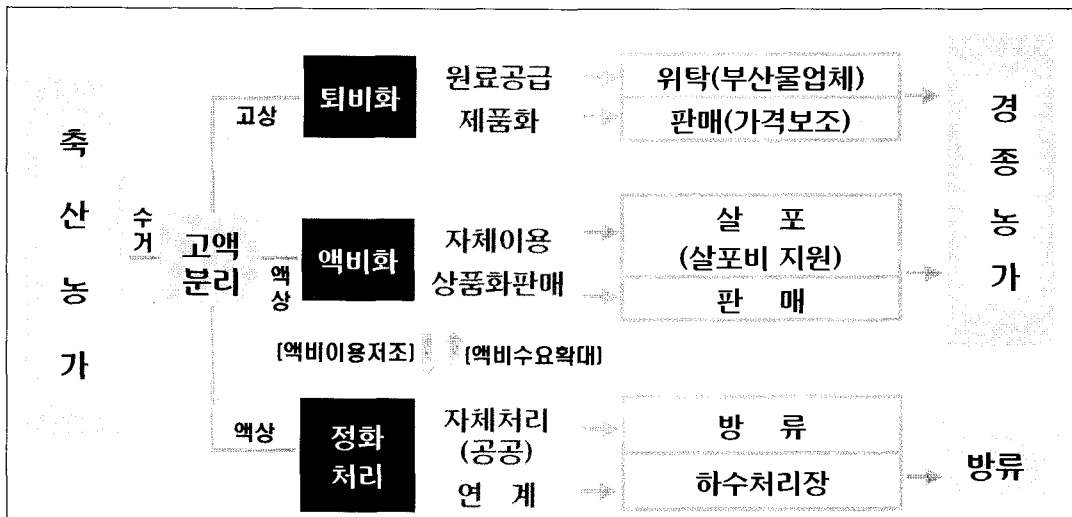 축산농가
수거
고액
분리
고상
액상
액상
퇴비화
원료공급
제품화
위탁(부산물업체)
판매(가격보조)
액비화
자체이용
상품화판매
살 포
(살포비 지원)
판 매
[액비이용저조]
[액비수요확대]
정화
처리
자체처리
(공공)
연 계
방 류
하수처리장
경종농가
방류